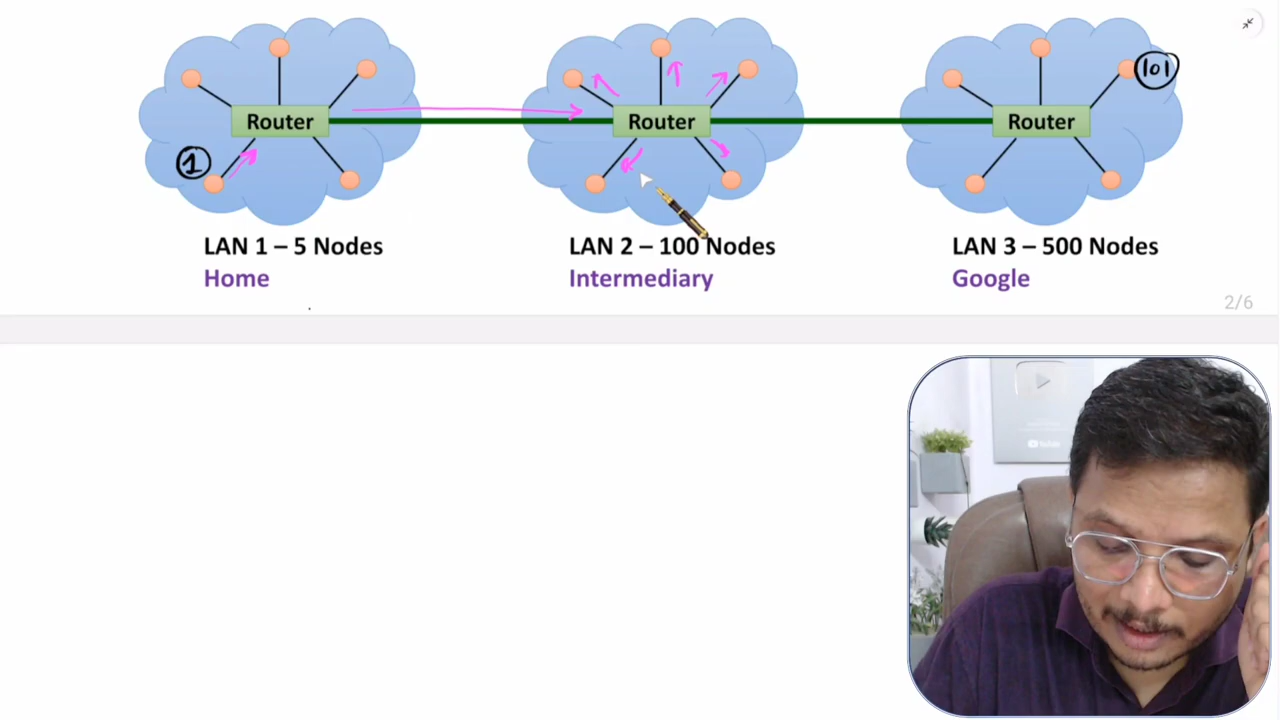 Router
Router
Router
1
101
LAN 1 – 5 Nodes
LAN 2 – 100 Nodes
LAN 3 – 500 Nodes
Home
Intermediary
Google
2/6
YouTube